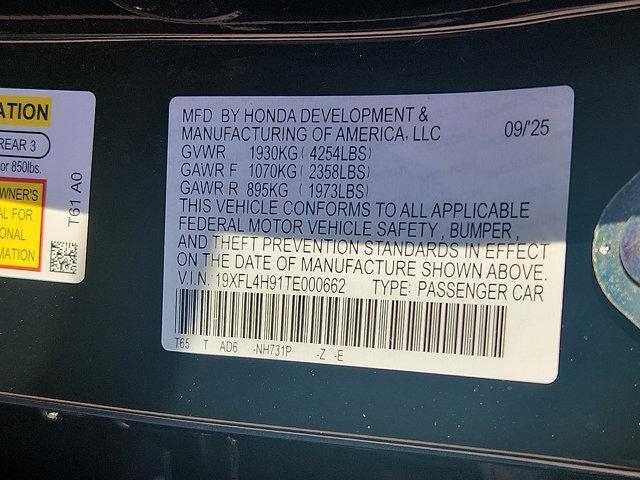 ATION
REAR 3
or 850lbs.
WNER'S
AL FOR
ONAL
MATION
T61 A0
MFD BY HONDA DEVELOPMENT &
MANUFACTURING OF AMERICA, LLC 09/'25
GVWR 1930KG ( 4254LBS)
GAWR F 1070KG ( 2358LBS)
GAWR R 895KG ( 1973LBS)
THIS VEHICLE CONFORMS TO ALL APPLICABLE
FEDERAL MOTOR VEHICLE SAFETY , BUMPER ,
AND THEFT PREVENTION STANDARDS IN EFFECT
ON THE DATE OF MANUFACTURE SHOWN ABOVE.
V.I.N: 19XFL4H91TE000662 TYPE: PASSENGER CAR
T65 T AD6 -NH731P -Z -E